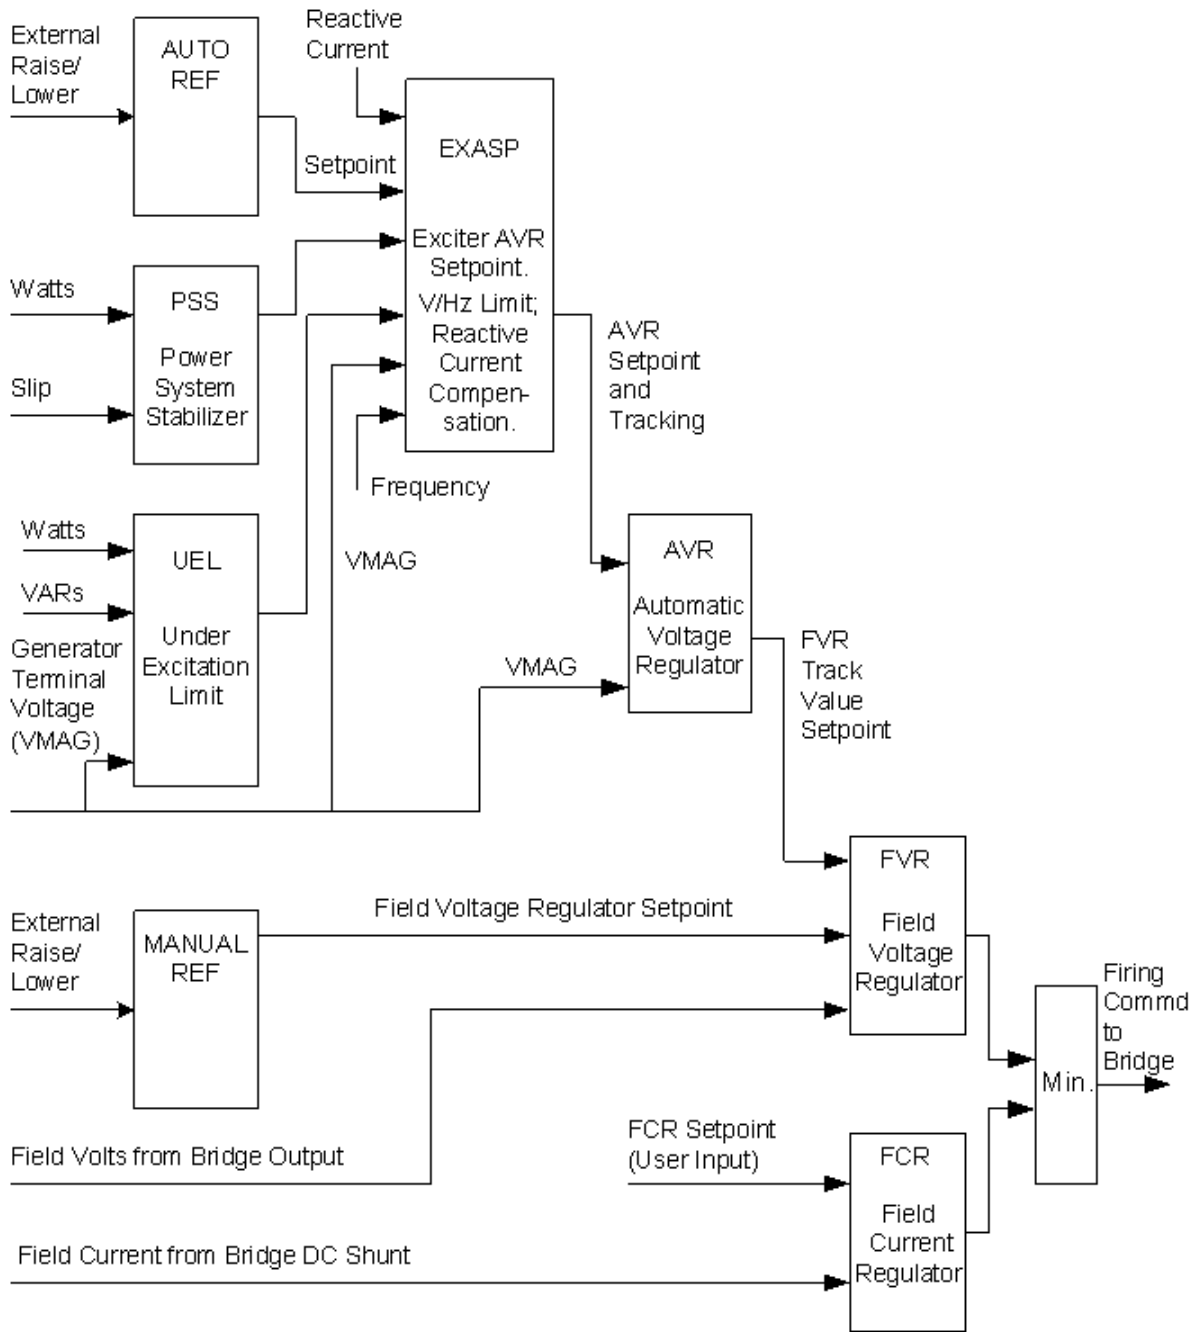 External
Raise/
Lower
AUTO
REF
Reactive
Current
Setpoint
EXASP
Exciter AVR
Setpoint.
V/Hz Limit;
Reactive
Current
Compen-
sation.
Watts
Slip
PSS
Power
System
Stabilizer
AVR
Setpoint
and
Tracking
Frequency
Watts
VARs
Generator
Terminal
Voltage
(VMAG)
UEL
Under
Excitation
Limit
VMAG
VMAG
AVR
Automatic
Voltage
Regulator
FVR
Track
Value
Setpoint
External
Raise/
Lower
MANUAL
REF
Field Voltage Regulator Setpoint
FVR
Field
Voltage
Regulator
Firing
Commd
to
Bridge
Min.
Field Volts from Bridge Output
FCR Setpoint
(User Input)
FCR
Field
Current
Regulator
Field Current from Bridge DC Shunt